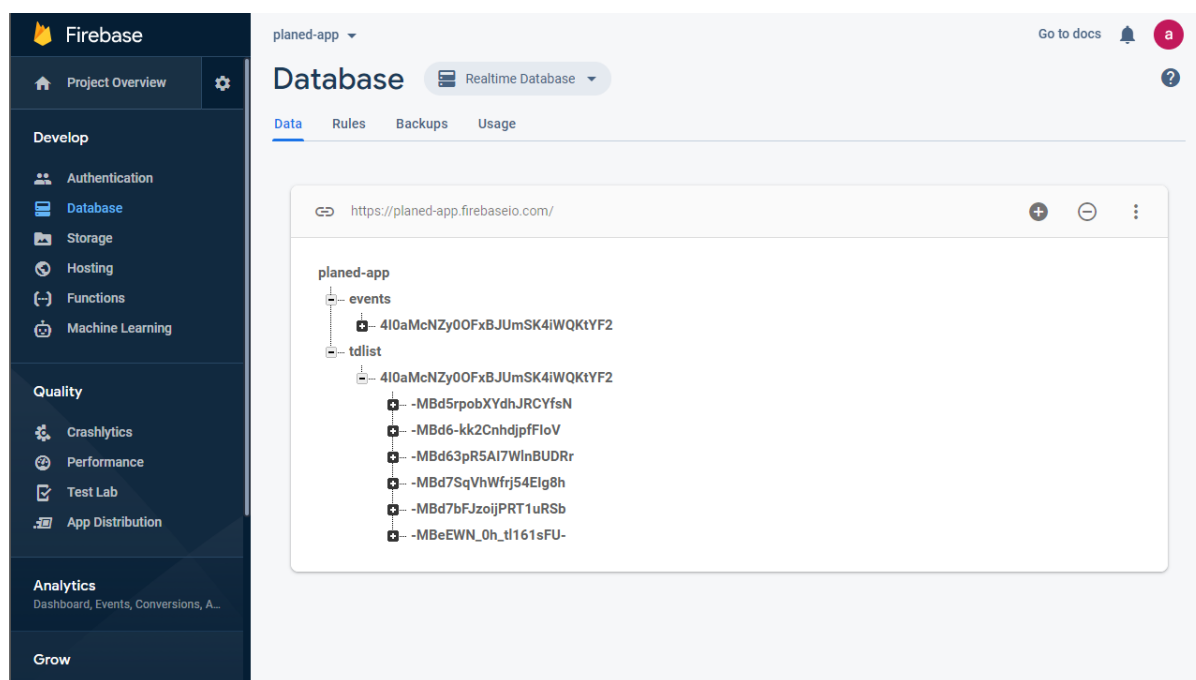 Firebase
planed-app
Go to docs
a
Project Overview
Database
Realtime Database
?
Data Rules Backups Usage
Develop
Authentication
Database
Storage
Hosting
Functions
Machine Learning
https://planed-app.firebaseio.com/
planed-app
events
4I0aMcNZy0OFxBJUmSK4iWQKtYF2
tdlist
4I0aMcNZy0OFxBJUmSK4iWQKtYF2
-MBd5rpobXYdhJRCYfsN
-MBd6-kk2CnhdjpfFIoV
-MBd63pR5AI7WlnBUDRr
-MBd7SqVhWfrj54EIg8h
-MBd7bFJzoijPRT1uRSb
-MBeEWN_0h_tl161sFU-
Quality
Crashlytics
Performance
Test Lab
App Distribution
Analytics
Dashboard, Events, Conversions, A...
Grow